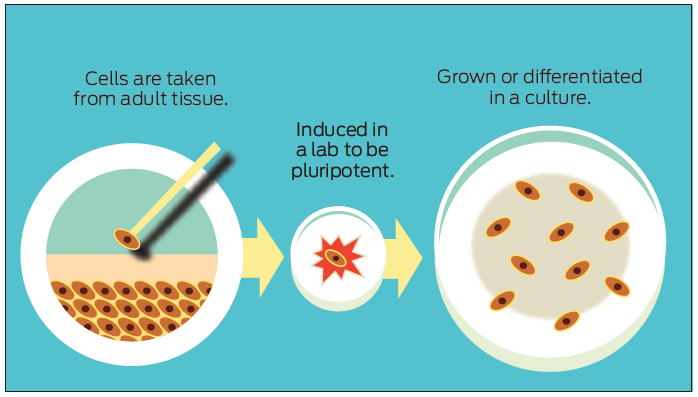 Cells are taken
from adult tissue.
Induced in
a lab to be
pluripotent.
Grown or differentiated
in a culture.